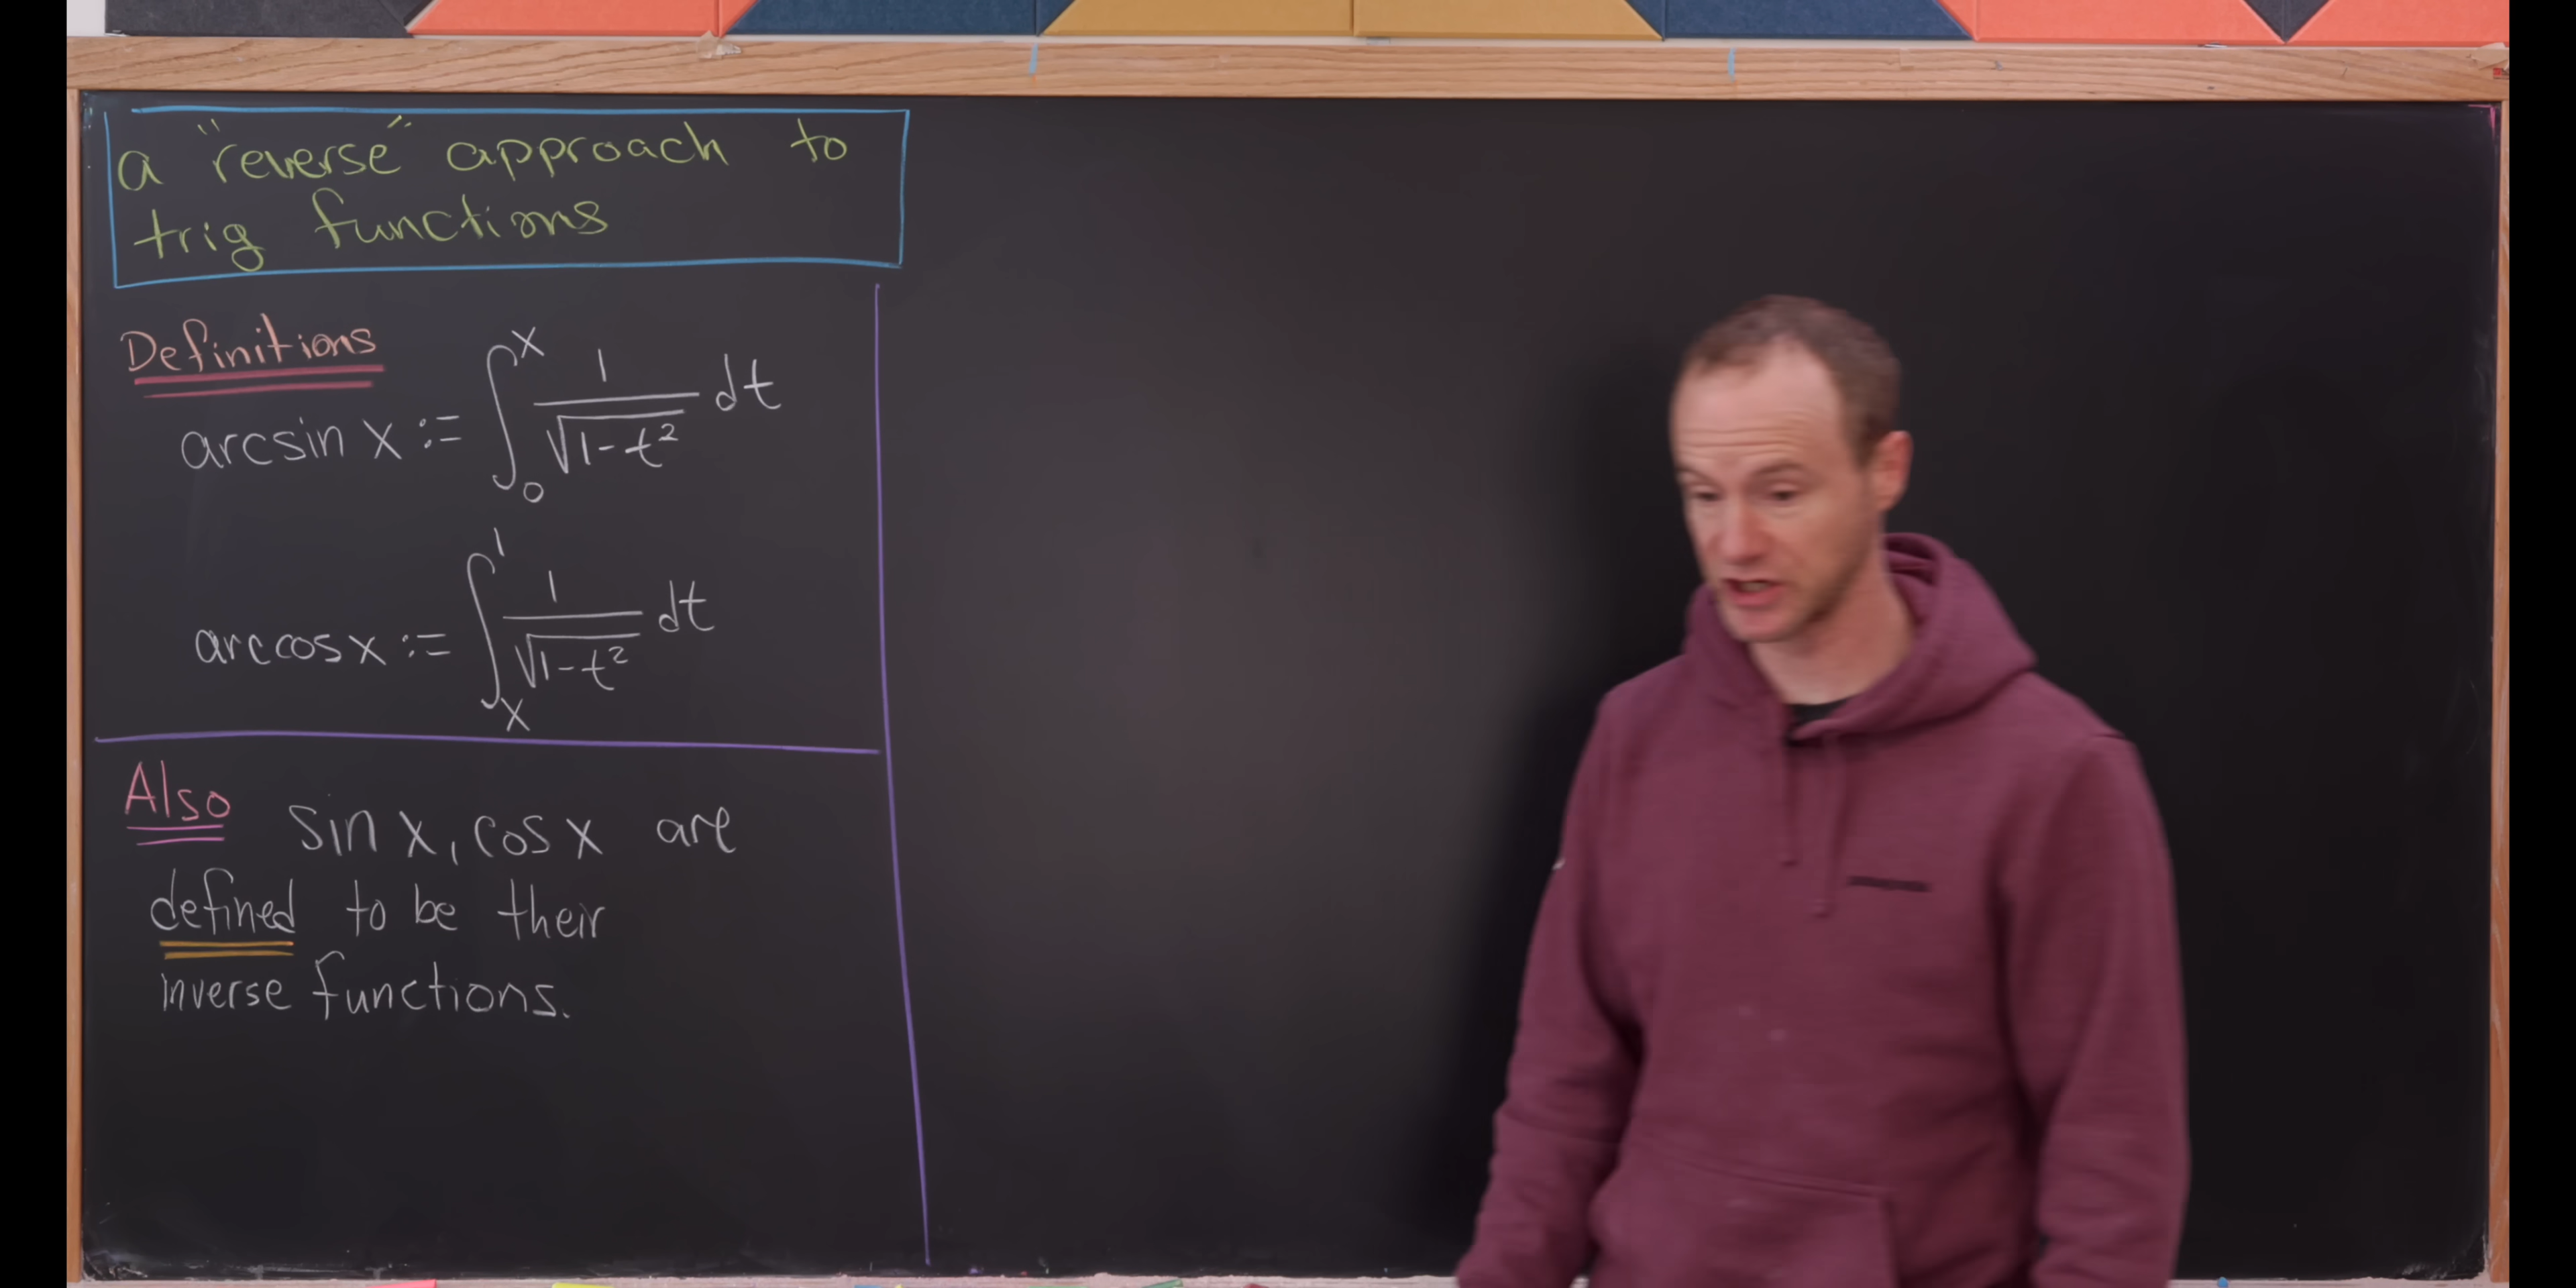 a "reverse" approach to
trig functions
Definitions
arcsin x := ∫₀ˣ 1/√(1-t²) dt
arccos x := ∫ₓ¹ 1/√(1-t²) dt
Also sin x, cos x are
defined to be their
inverse functions.